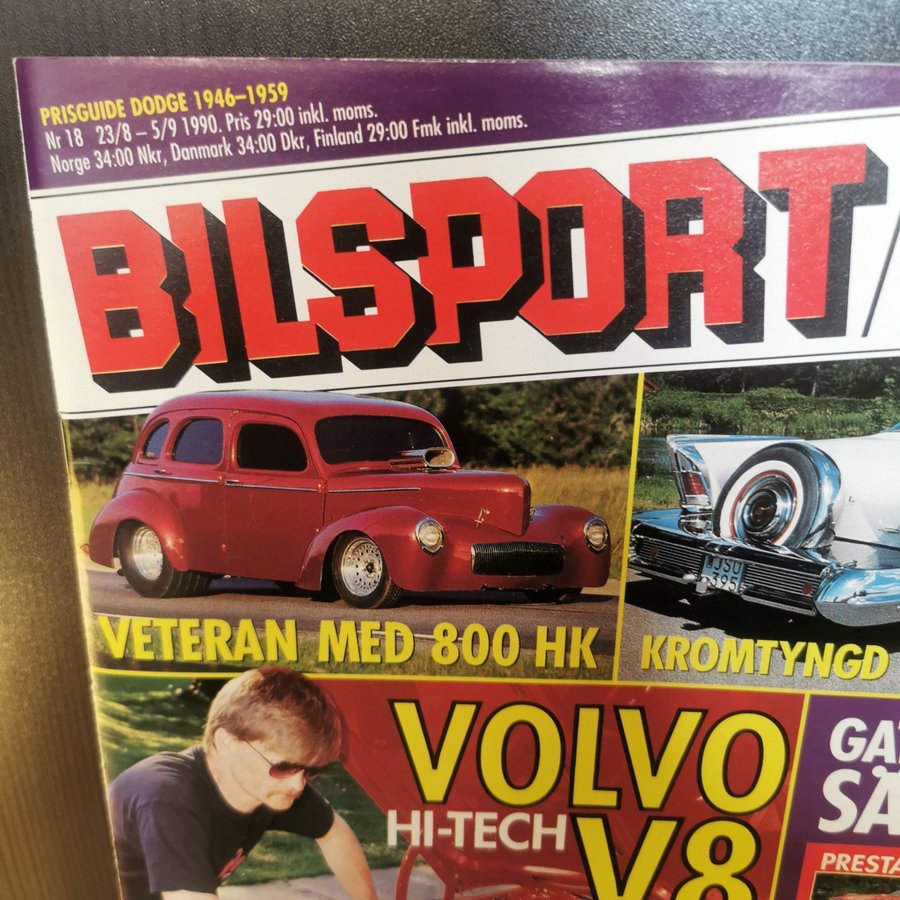 PRISGUIDE DODGE 1946–1959
Nr 18 23/8 – 5/9 1990. Pris 29:00 inkl. moms.
Norge 34:00 Nkr, Danmark 34:00 Dkr, Finland 29:00 Fmk inkl. moms.
BILSPORT
JSU
395
VETERAN MED 800 HK
KROMTYNGD
VOLVO
HI-TECH V8